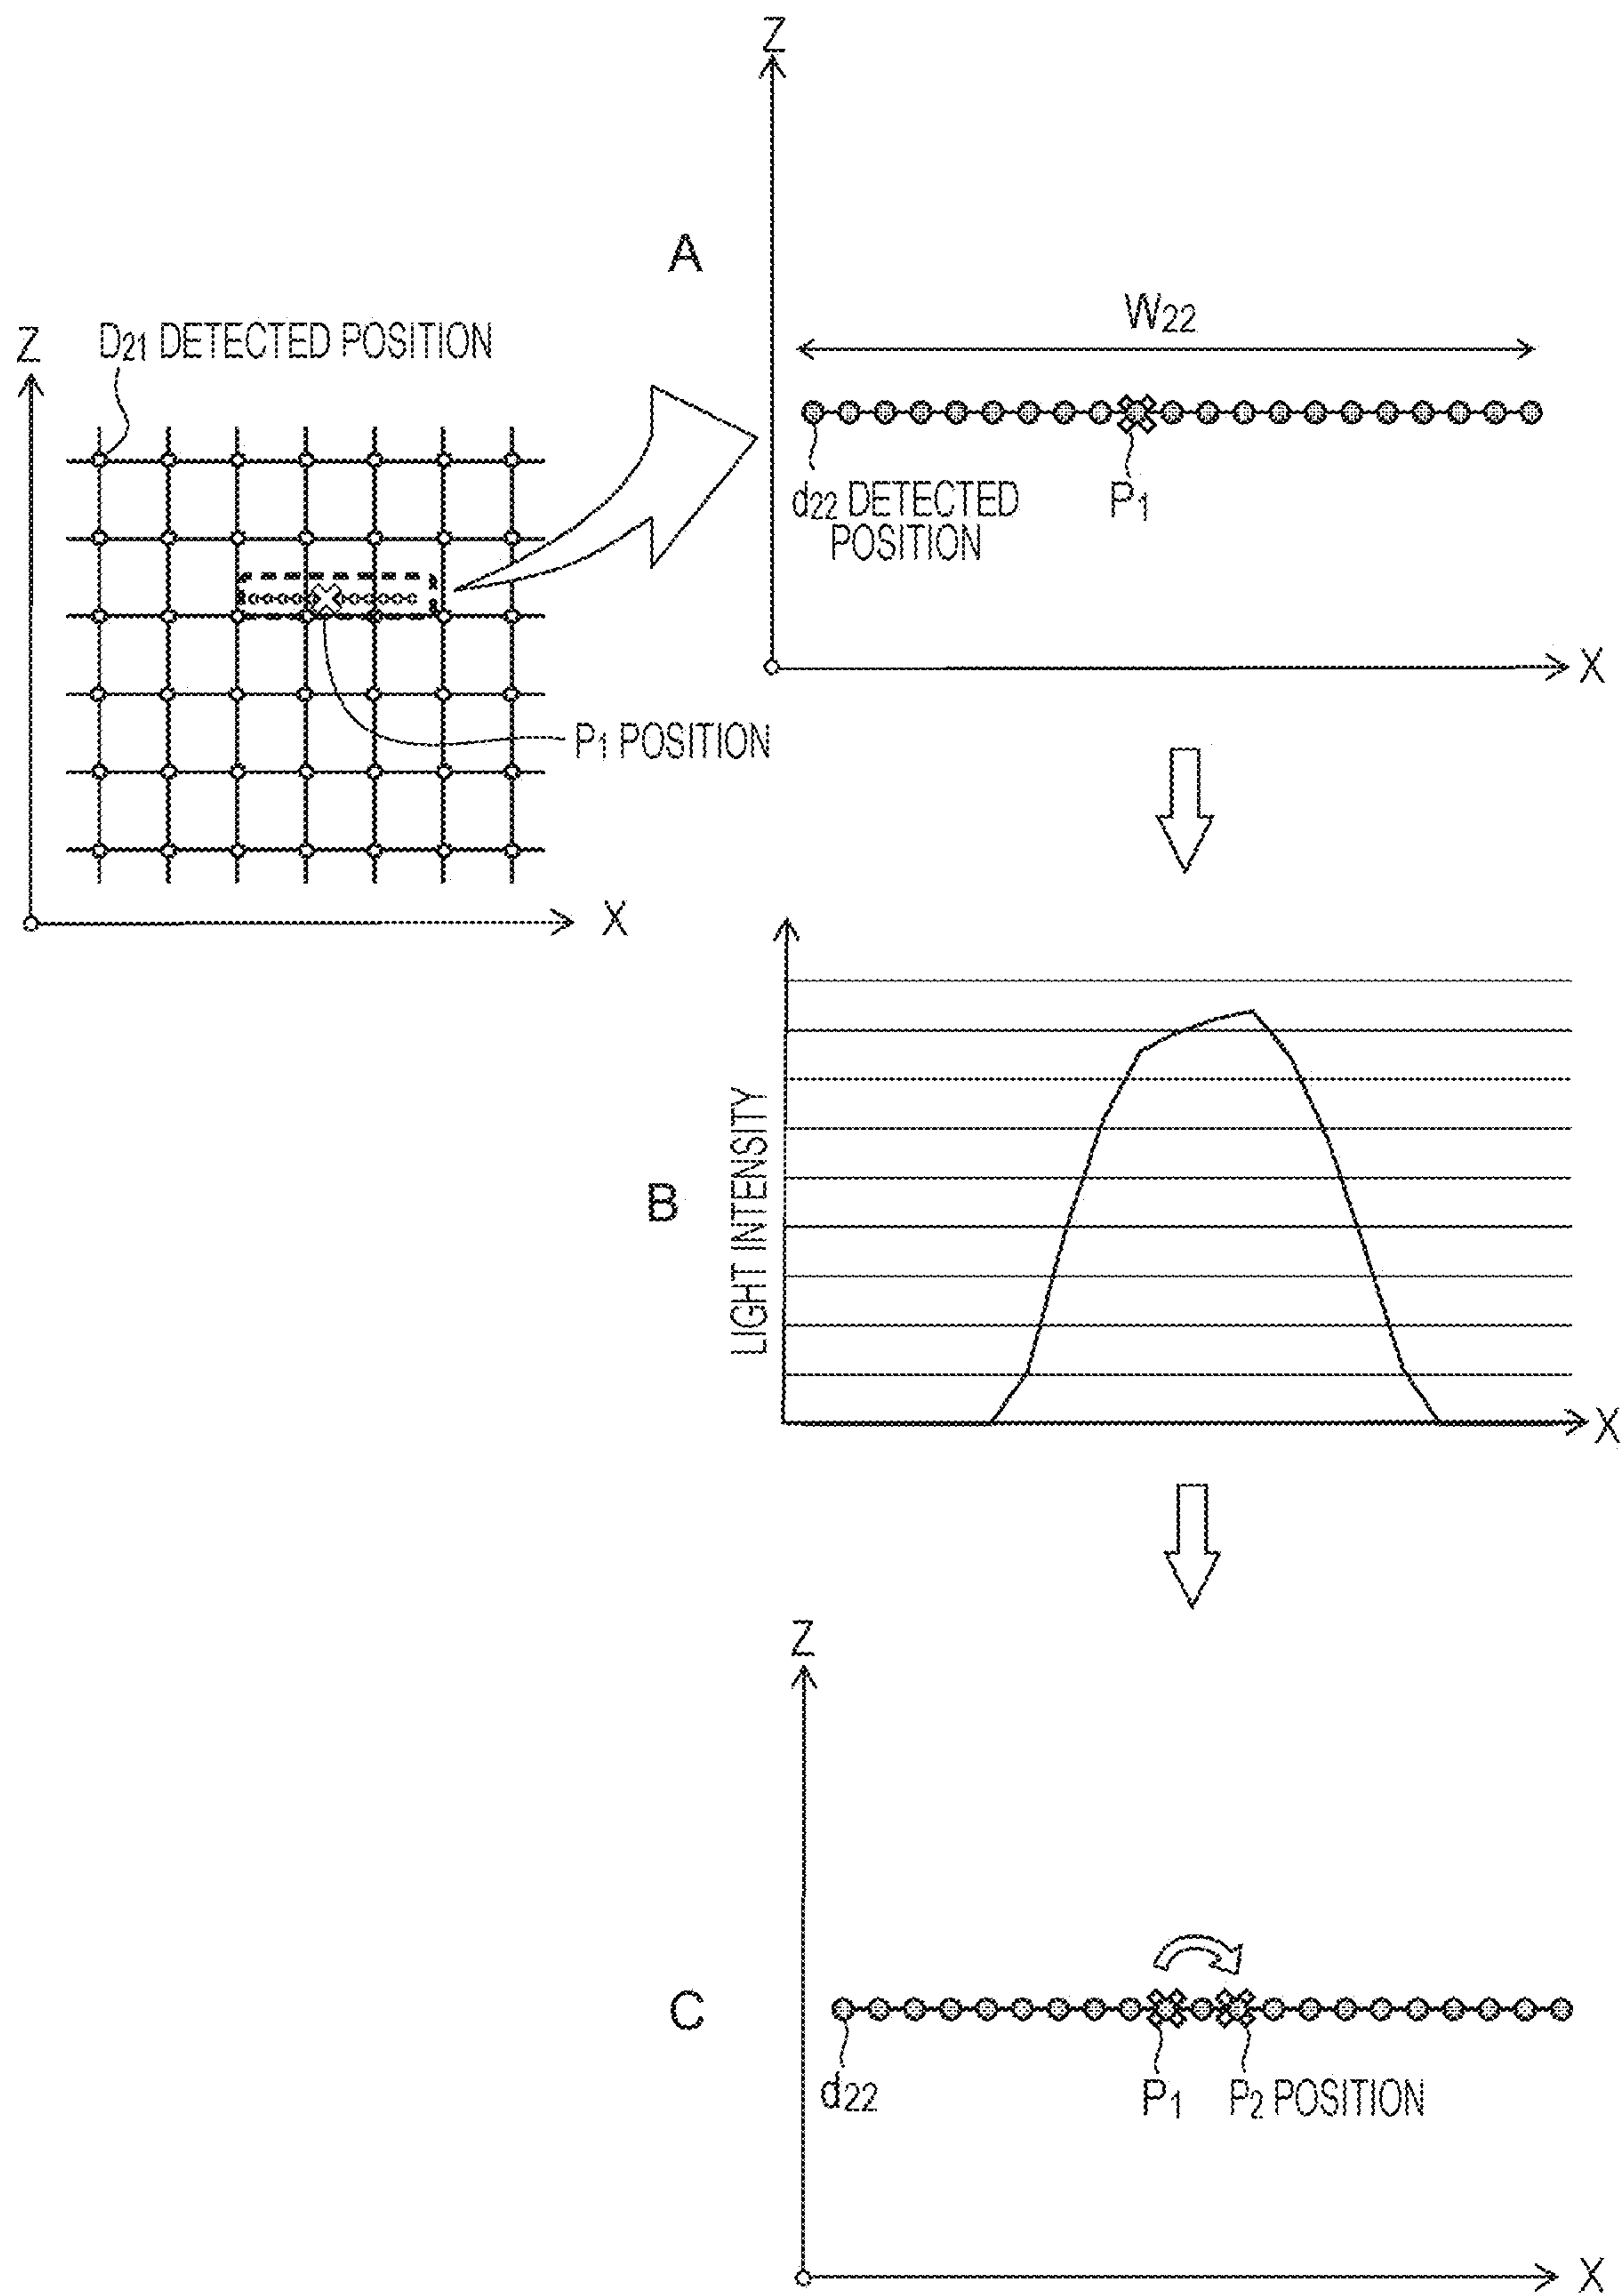 Z
A
W22
Z
D21 DETECTED POSITION
d22 DETECTED
POSITION
P1
X
P1 POSITION
X
LIGHT INTENSITY
B
X
Z
C
d22
P1
P2 POSITION
X